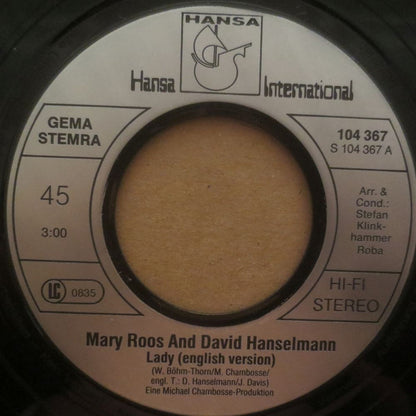 HANSA
Hansa International
GEMA
STEMRA
104 367
S 104 367 A
45
3:00
Arr. &
Cond.:
Stefan
Klink-
hammer
Roba
LC 0835
HI-FI
STEREO
Mary Roos And David Hanselmann
Lady (english version)
(W. Böhm-Thorn/M. Chambosse/
engl. T.: D. Hanselmann/J. Davis)
Eine Michael Chambosse-Produktion